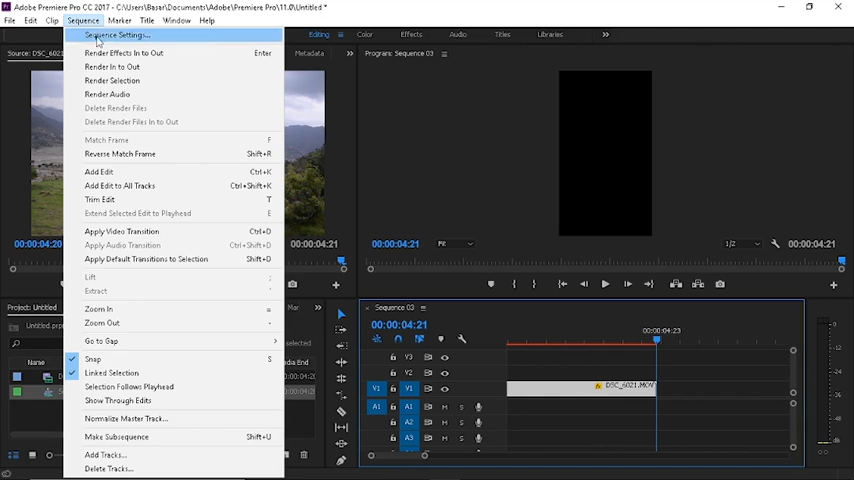 Adobe Premiere Pro CC 2017 - C:\Users\Basar\Documents\Adobe\Premiere Pro\11.0\Untitled *
File Edit Clip Sequence Marker Title Window Help
Sequence Settings...
Editing Color Effects Audio Titles Libraries
Source: DSC_6021 Metadata Program: Sequence 03
Render Effects In to Out Enter
Render In to Out
Render Selection
Render Audio
Delete Render Files
Delete Render Files In to Out
Match Frame F
Reverse Match Frame Shift+R
Add Edit Ctrl+K
Add Edit to All Tracks Ctrl+Shift+K
Trim Edit T
Extend Selected Edit to Playhead E
Apply Video Transition Ctrl+D
Apply Audio Transition Ctrl+Shift+D
Apply Default Transitions to Selection Shift+D
Lift ;
Extract '
Zoom In =
Zoom Out -
Go to Gap
Snap S
Linked Selection
Selection Follows Playhead
Show Through Edits
Normalize Master Track...
Make Subsequence Shift+U
Add Tracks...
Delete Tracks...
00:00:04:20 00:00:04:21 00:00:04:21 Fit 1/2 00:00:04:21
Project: Untitled
Untitled.prp
selected
Name
Sequence 03
00:00:04:21
00:00:04:23
V3
V2
V1 V1 DSC_6021.MOV
A1 A1 M S
A2 M S
A3 M S